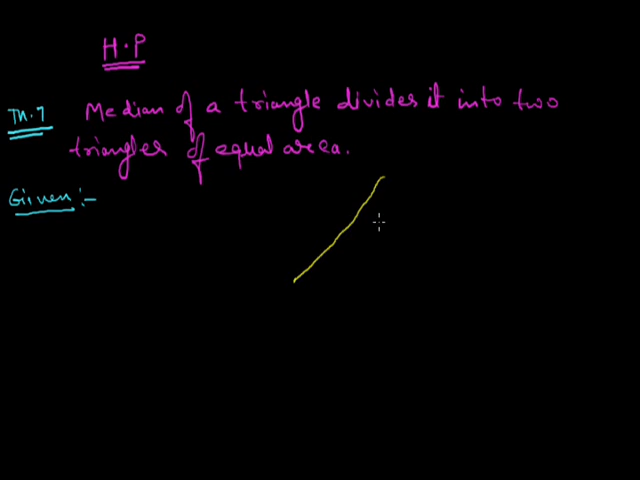 H.P
Th.7 Median of a triangle divides it into two
triangles of equal area.
Given :-